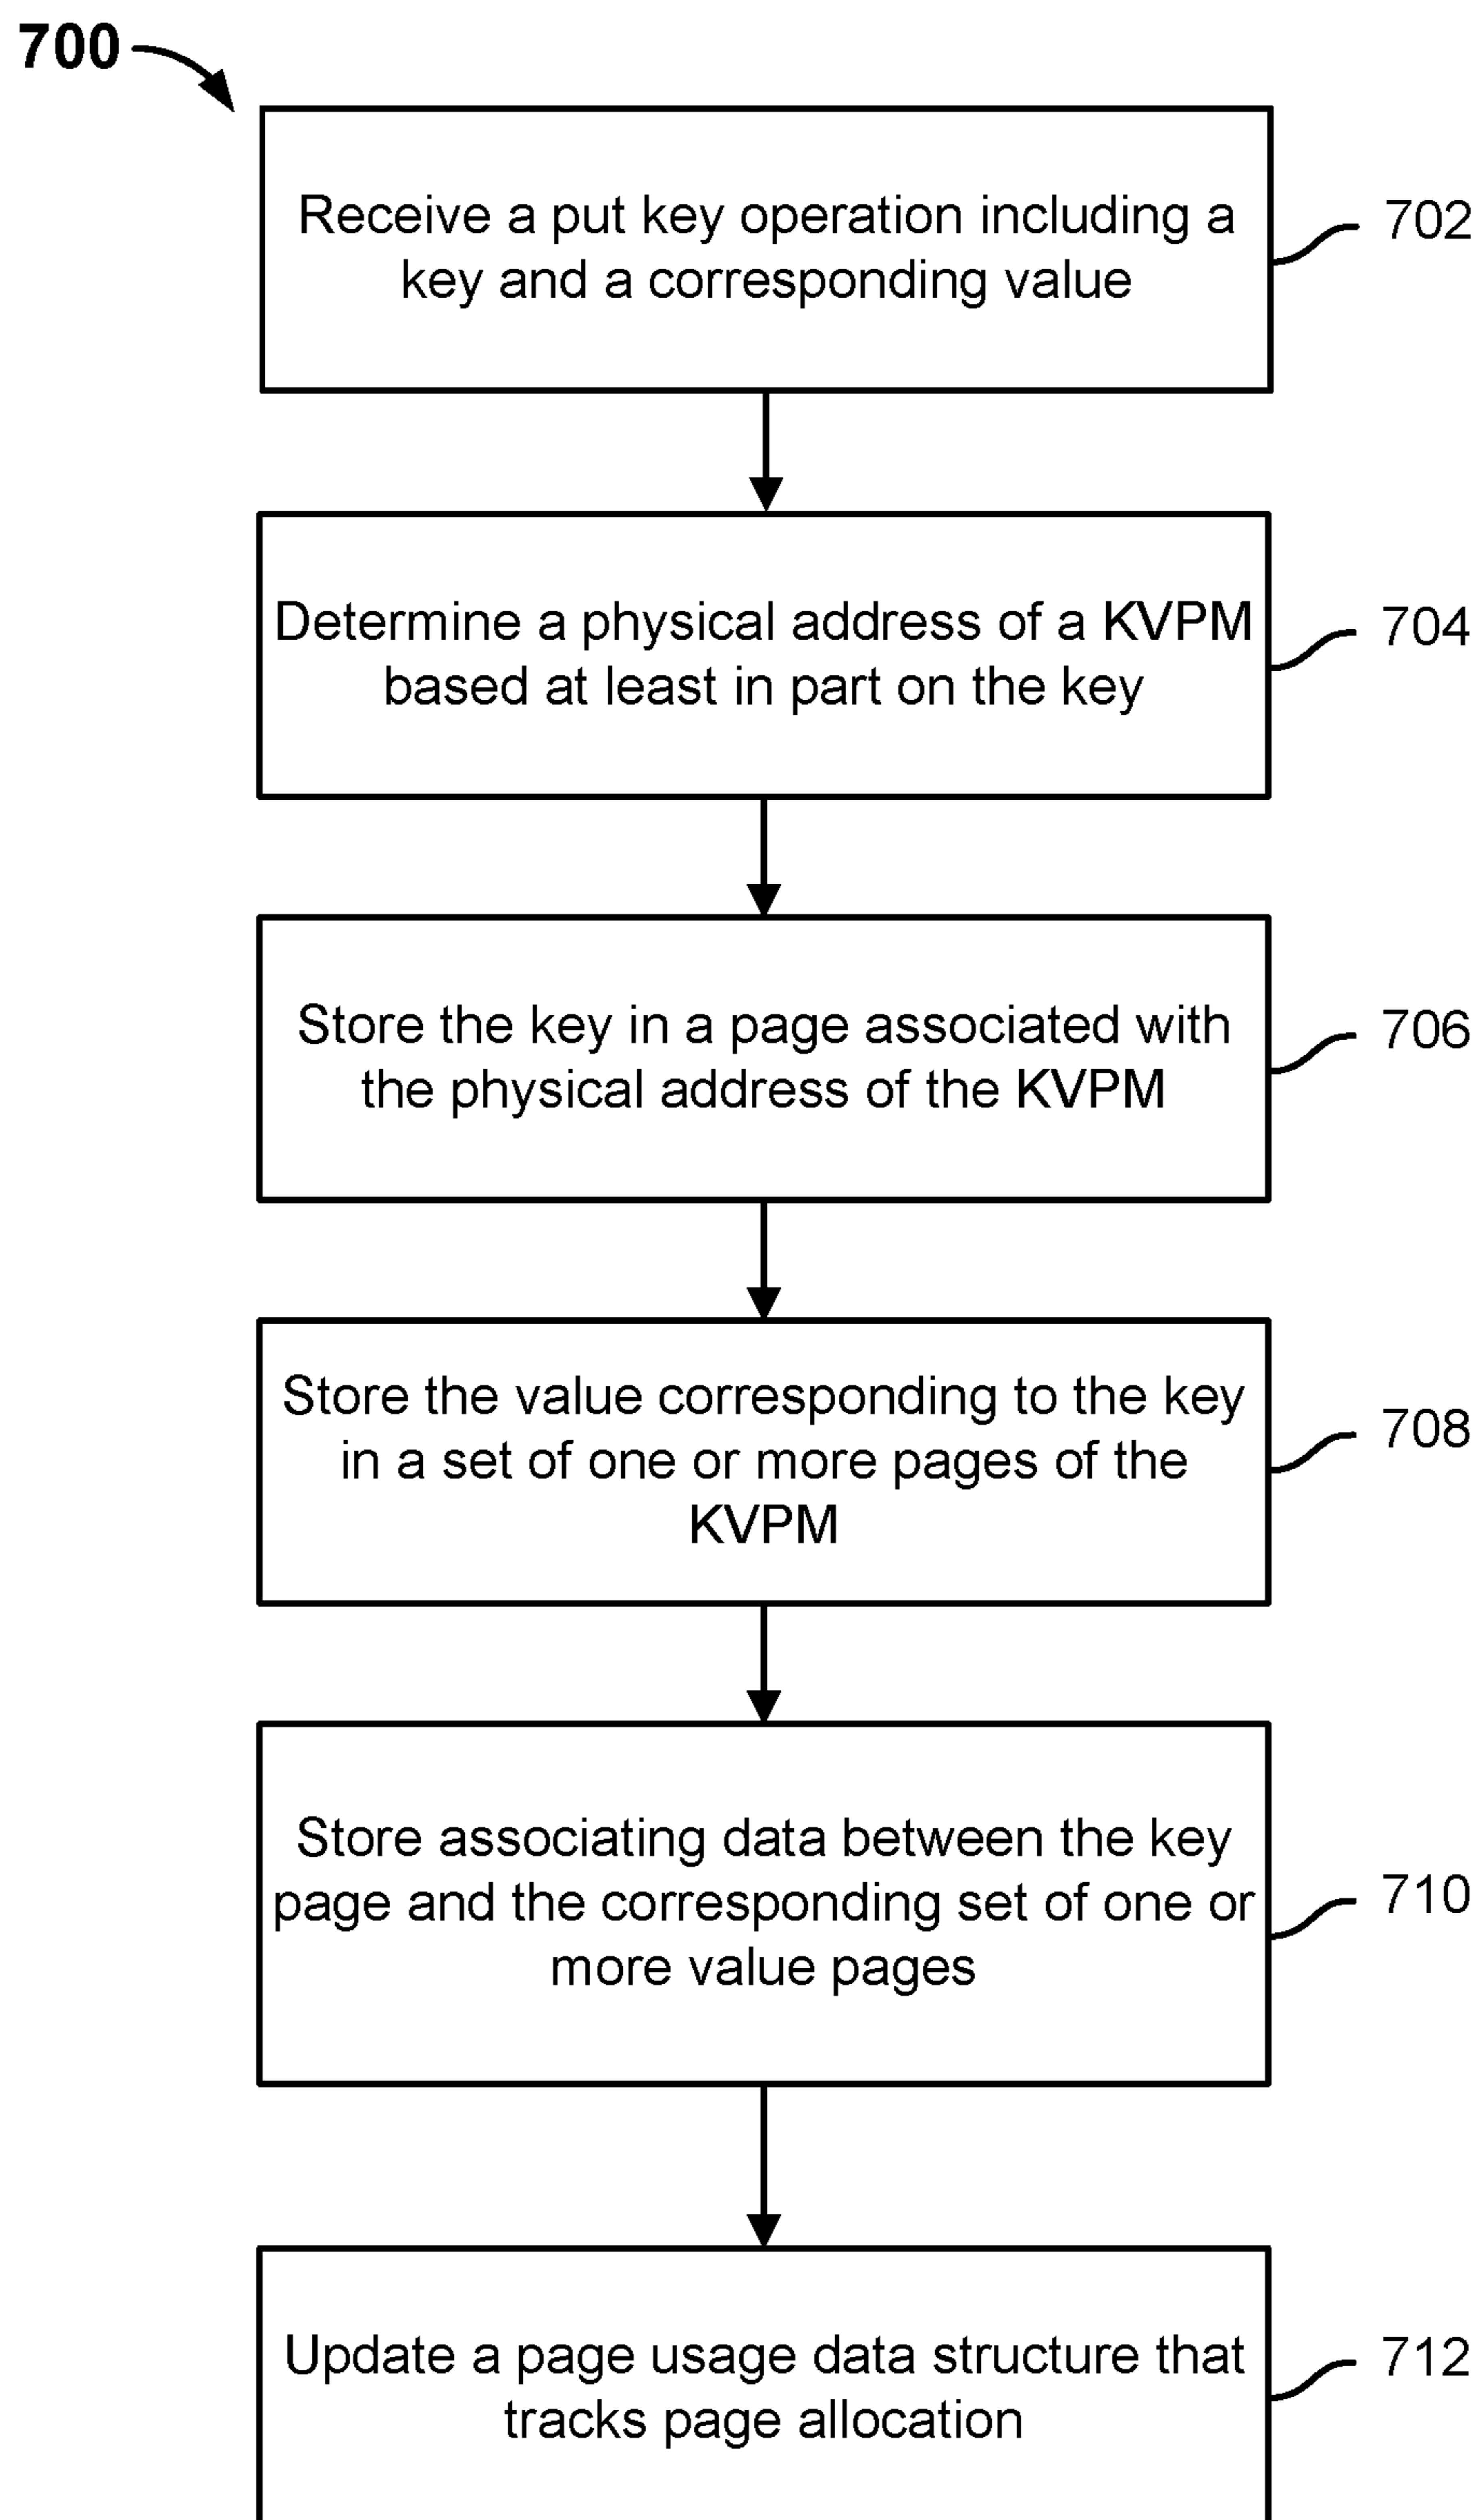 700
Receive a put key operation including a
key and a corresponding value
702
Determine a physical address of a KVPM
based at least in part on the key
704
Store the key in a page associated with
the physical address of the KVPM
706
Store the value corresponding to the key
in a set of one or more pages of the
KVPM
708
Store associating data between the key
page and the corresponding set of one or
more value pages
710
Update a page usage data structure that
tracks page allocation
712